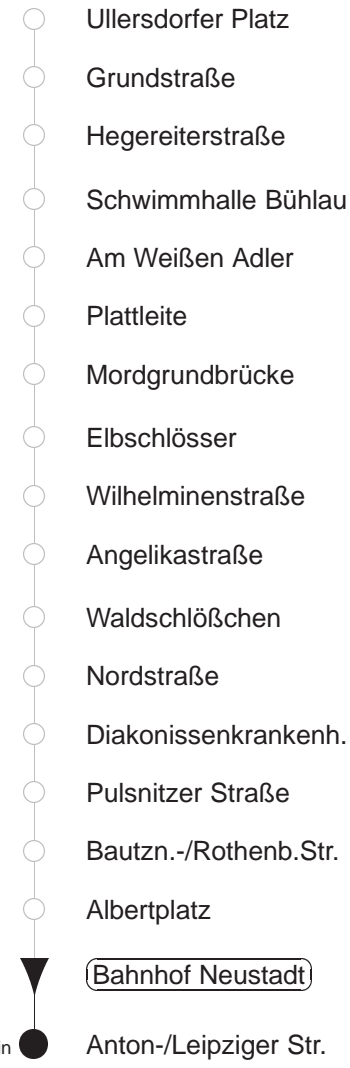 Ullersdorfer Platz
Grundstraße
Hegereiterstraße
Schwimmhalle Bühlau
Am Weißen Adler
Plattleite
Mordgrundbrücke
Elbschlösser
Wilhelminenstraße
Angelikastraße
Waldschlößchen
Nordstraße
Diakonissenkrankenh.
Pulsnitzer Straße
Bautzn.-/Rothenb.Str.
Albertplatz
Bahnhof Neustadt
Anton-/Leipziger Str.